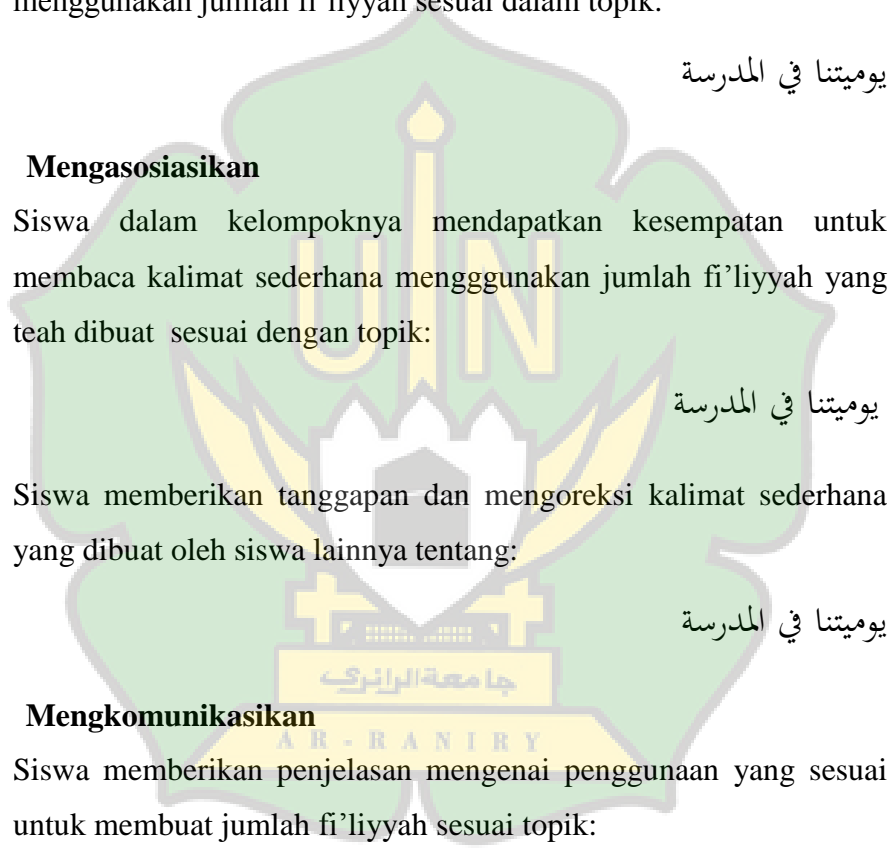 menggunakan jumlah fi'liyyah sesuai dalam topik:
يوميتنا في المدرسة
Mengasosiasikan
Siswa dalam kelompoknya mendapatkan kesempatan untuk
membaca kalimat sederhana mengggunakan jumlah fi'liyyah yang
teah dibuat sesuai dengan topik:
يوميتنا في المدرسة
Siswa memberikan tanggapan dan mengoreksi kalimat sederhana
yang dibuat oleh siswa lainnya tentang:
يوميتنا في المدرسة
جامعة الرانري
Mengkomunikasikan
AR-RANIRY
Siswa memberikan penjelasan mengenai penggunaan yang sesuai
untuk membuat jumlah fi'liyyah sesuai topik:
UIN